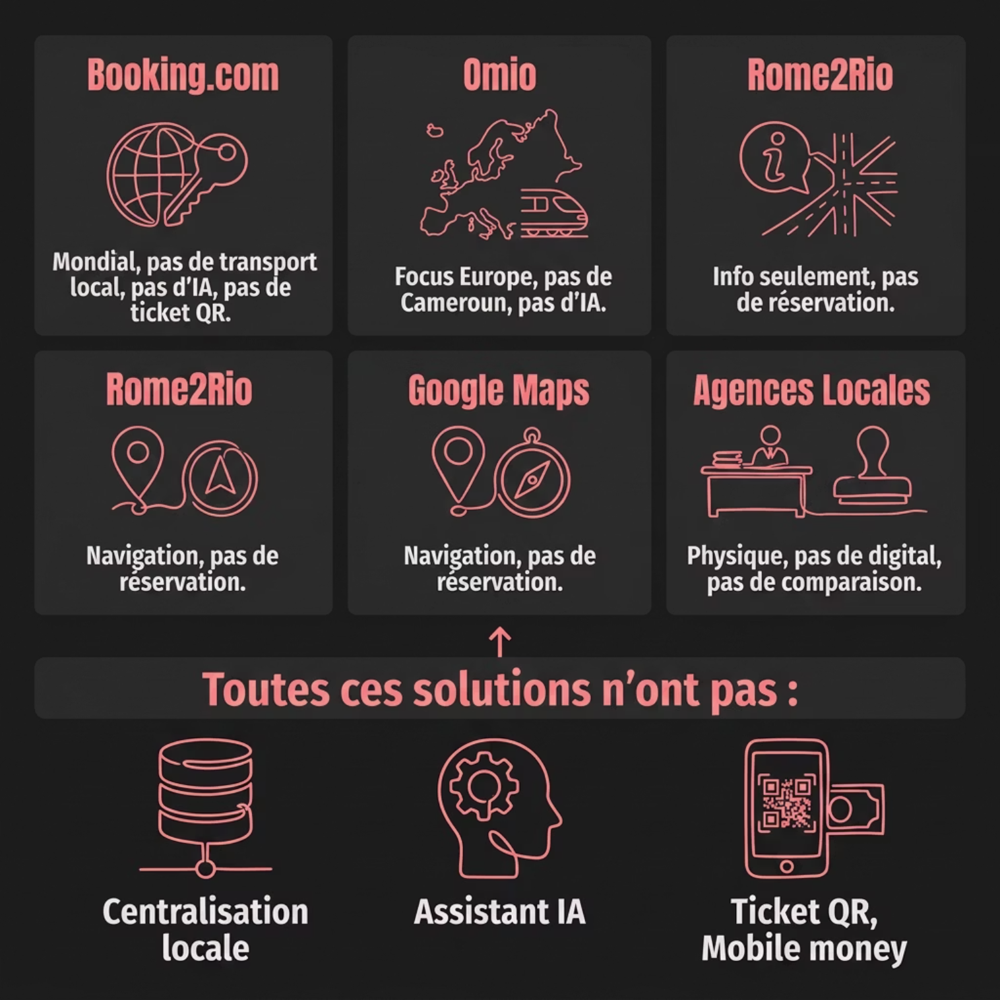 Booking.com
Mondial, pas de transport
local, pas d’IA, pas de
ticket QR.
Omio
Focus Europe, pas de
Cameroun, pas d’IA.
Rome2Rio
Info seulement, pas
de réservation.
Rome2Rio
Navigation, pas de
réservation.
Google Maps
Navigation, pas de
réservation.
Agences Locales
Physique, pas de digital,
pas de comparaison.
Toutes ces solutions n’ont pas :
Centralisation
locale
Assistant IA
Ticket QR,
Mobile money